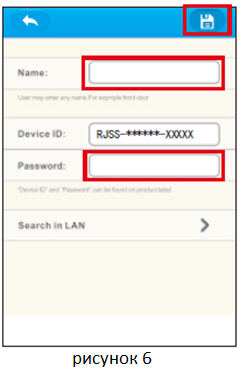 Name:
User may enter any name. For example front door
Device ID: RJSS-******-XXXXX
Password:
"Device ID" and "Password" can be found on product label
Search in LAN
рисунок 6